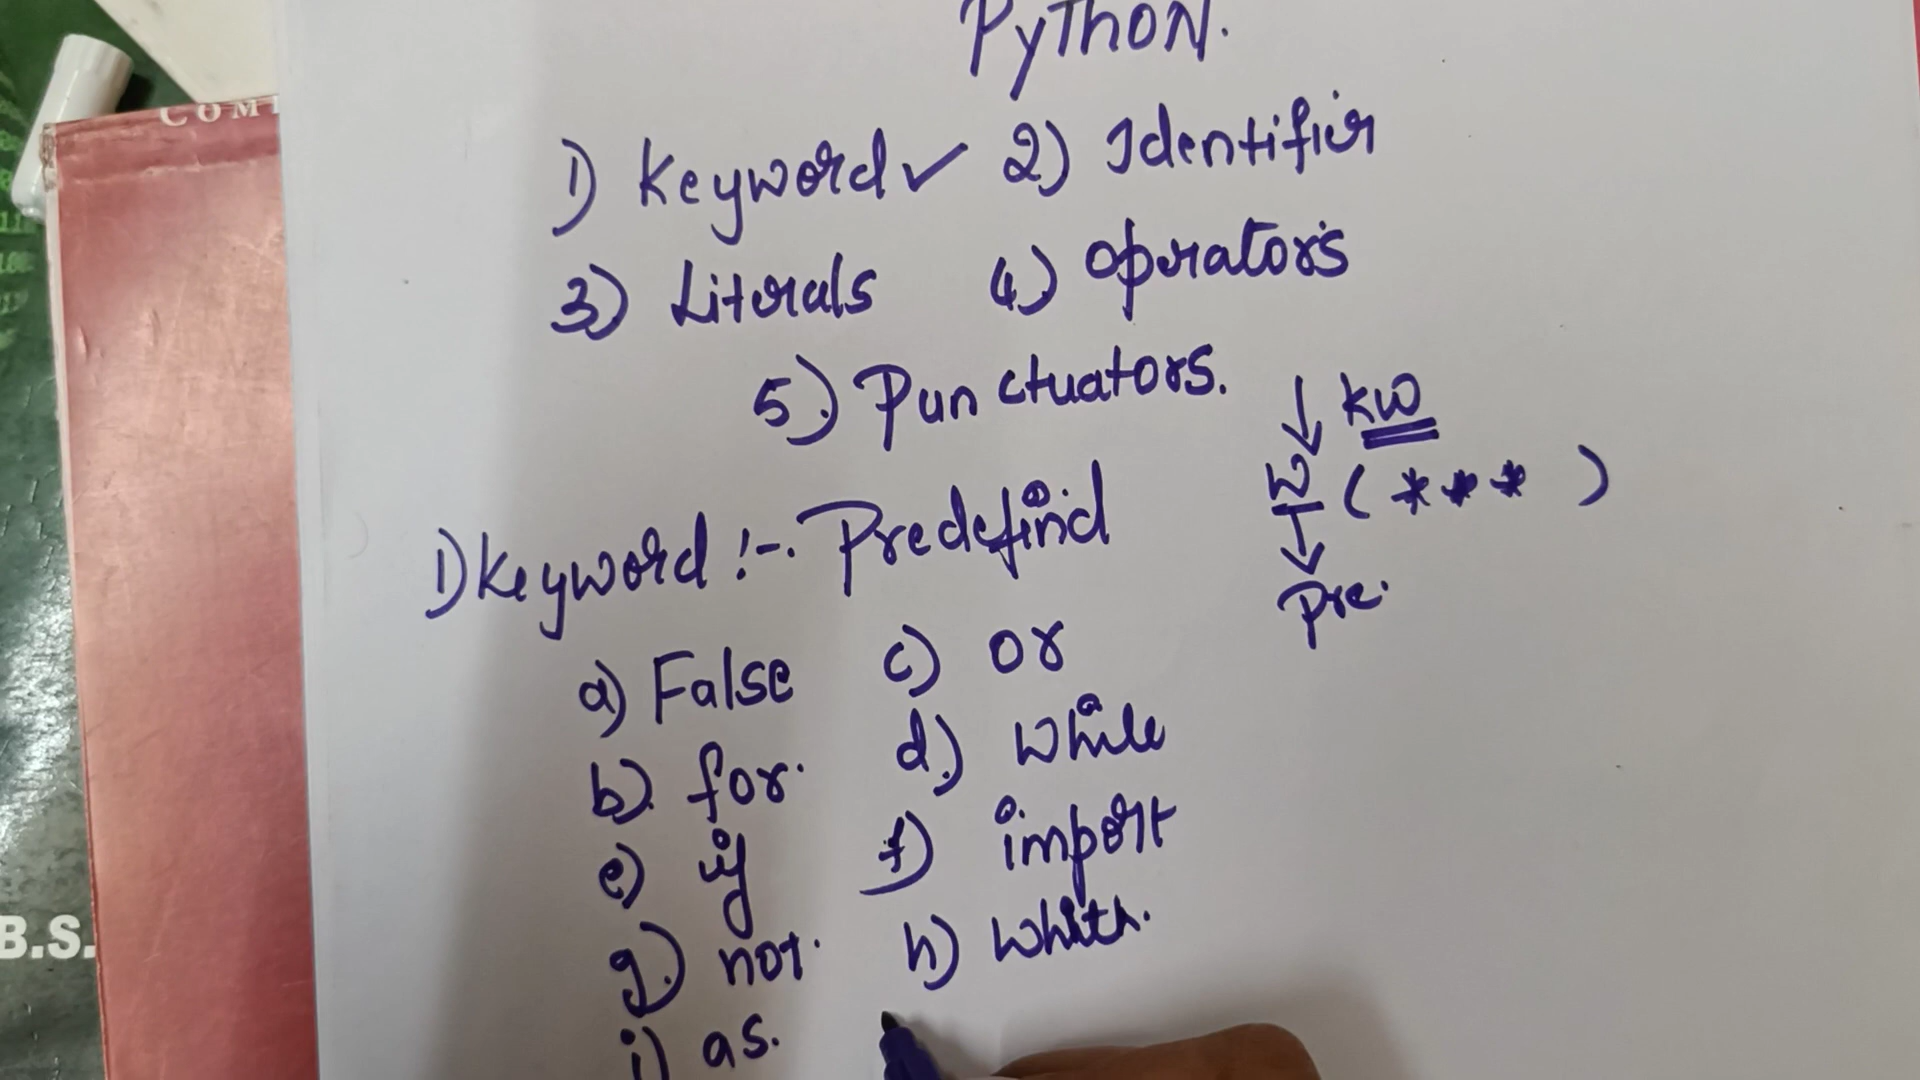 PYTHON.
COM
1) Keyword ✓ 2) Identifier
3) Literals 4) Operators
5) Punctuators.
↓ KW
W ( * * * )
↓
Pre.
1) Keyword :-. Predefind
a) False c) or
b) for. d) while
e) if f) import
g) not. h) whith.
i) as.
B.S.